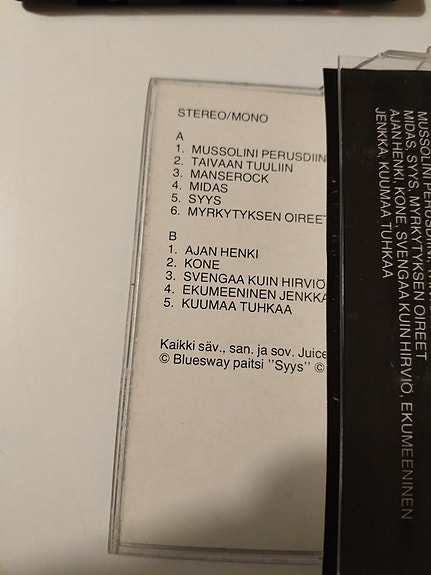 STEREO/MONO
A
1. MUSSOLINI PERUSDIIN
2. TAIVAAN TUULIIN
3. MANSEROCK
4. MIDAS
5. SYYS
6. MYRKYTYKSEN OIREET
B
1. AJAN HENKI
2. KONE
3. SVENGAA KUIN HIRVIÖ
4. EKUMEENINEN JENKKA
5. KUUMAA TUHKAA
Kaikki säv., san. ja sov. Juice
© Bluesway paitsi "Syys" ©
MUSSOLINI PERUSDIINI,
MIDAS, SYYS, MYRKYTYKSEN OIREET
AJAN HENKI, KONE, SVENGAA KUIN HIRVIÖ, EKUMEENINEN
JENKKA, KUUMAA TUHKAA